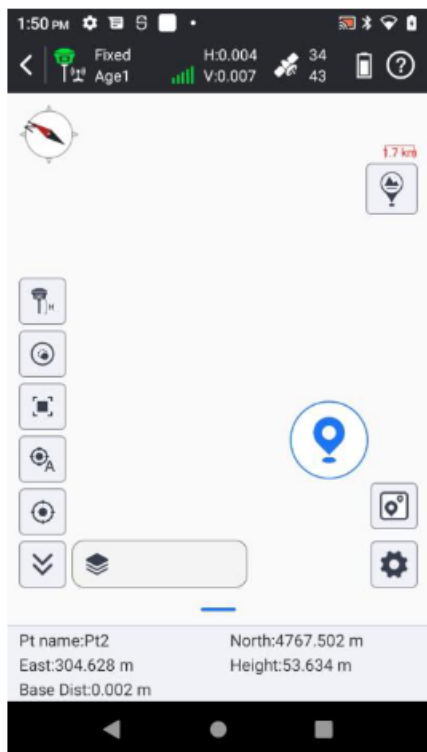 1:50 PM
Fixed H:0.004 34
Age1 V:0.007 43
1.7 km
H
A
Pt name:Pt2 North:4767.502 m
East:304.628 m Height:53.634 m
Base Dist:0.002 m